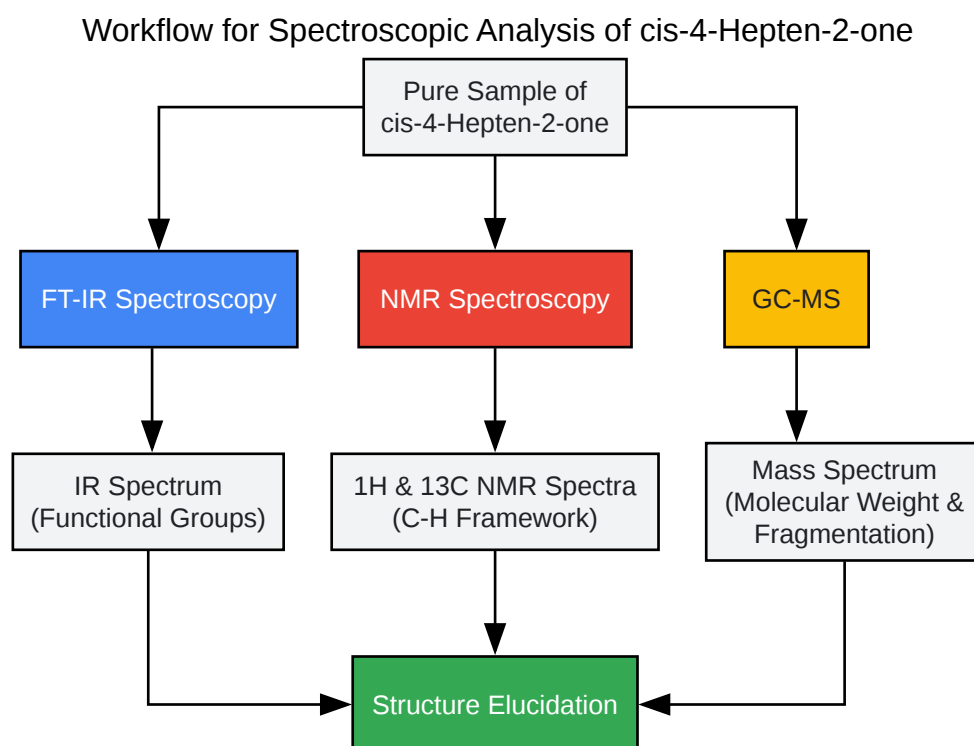 Workflow for Spectroscopic Analysis of cis-4-Hepten-2-one
Pure Sample of
cis-4-Hepten-2-one
FT-IR Spectroscopy
NMR Spectroscopy
GC-MS
IR Spectrum
(Functional Groups)
1H & 13C NMR Spectra
(C-H Framework)
Mass Spectrum
(Molecular Weight &
Fragmentation)
Structure Elucidation